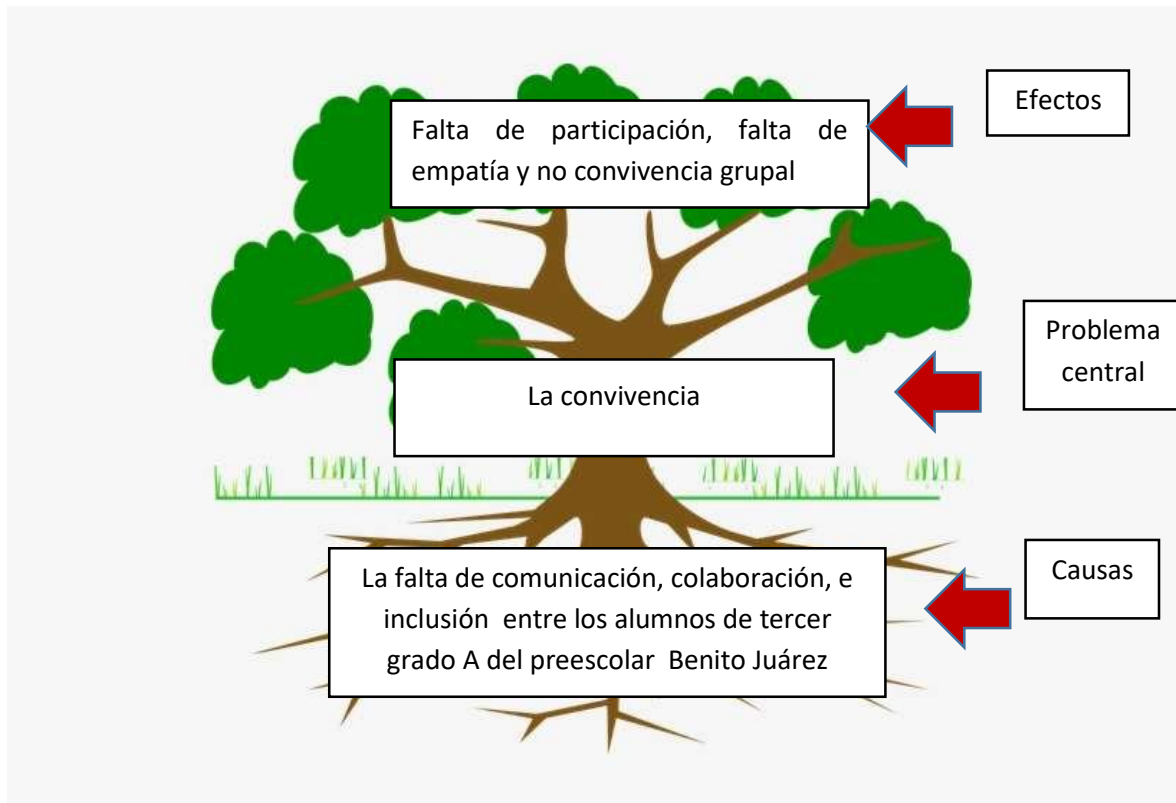 Efectos
Falta de participación, falta de
empatía y no convivencia grupal
Problema
central
La convivencia
Causas
La falta de comunicación, colaboración, e
inclusión entre los alumnos de tercer
grado A del preescolar Benito Juárez